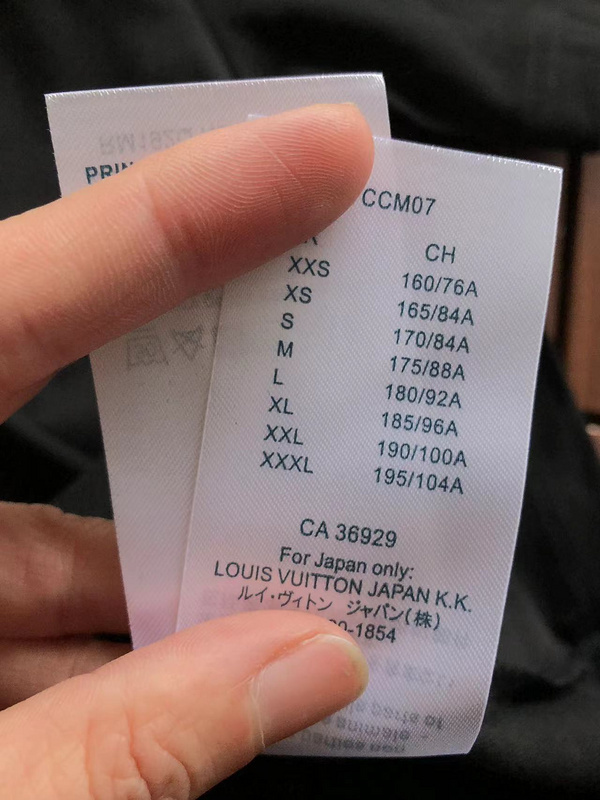 PRIN
CCM07
CH
XXS 160/76A
XS 165/84A
S 170/84A
M 175/88A
L 180/92A
XL 185/96A
XXL 190/100A
XXXL 195/104A
CA 36929
For Japan only:
LOUIS VUITTON JAPAN K.K.
ルイ・ヴィトン ジャパン(株)
-1854